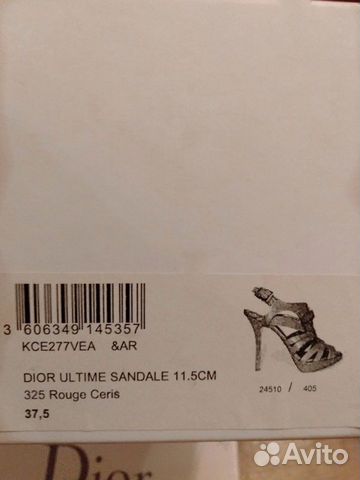 3 606349 145357
KCE277VEA &AR
DIOR ULTIME SANDALE 11.5CM
325 Rouge Ceris
37,5
24510 / 405
Dior
Avito